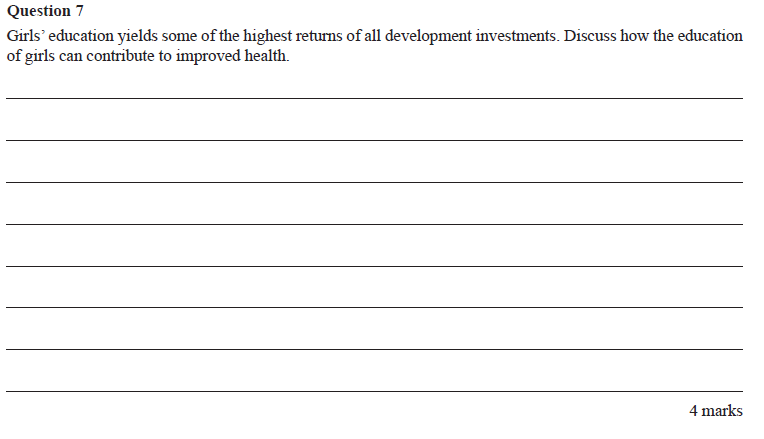 Question 7
Girls’ education yields some of the highest returns of all development investments. Discuss how the education
of girls can contribute to improved health.
4 marks